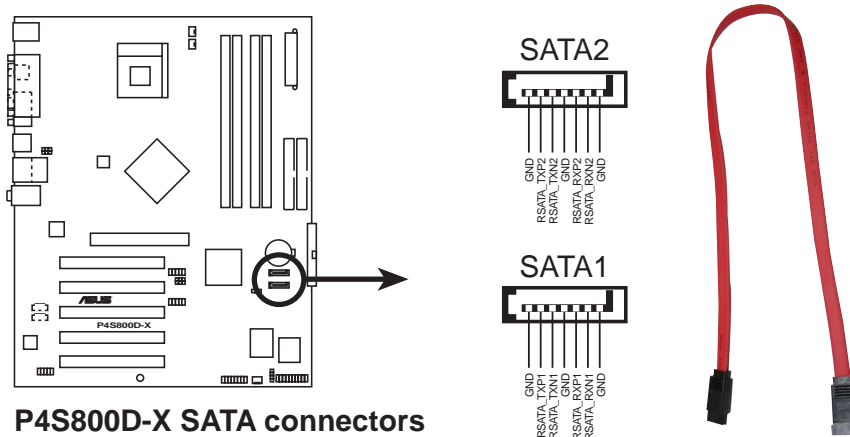 SATA2
GND
RSATA_TXP2
RSATA_TXN2
GND
RSATA_RXP2
RSATA_RXN2
GND
SATA1
GND
RSATA_TXP1
RSATA_TXN1
GND
RSATA_RXP1
RSATA_RXN1
GND
ASUS
P4S800D-X
P4S800D-X SATA connectors